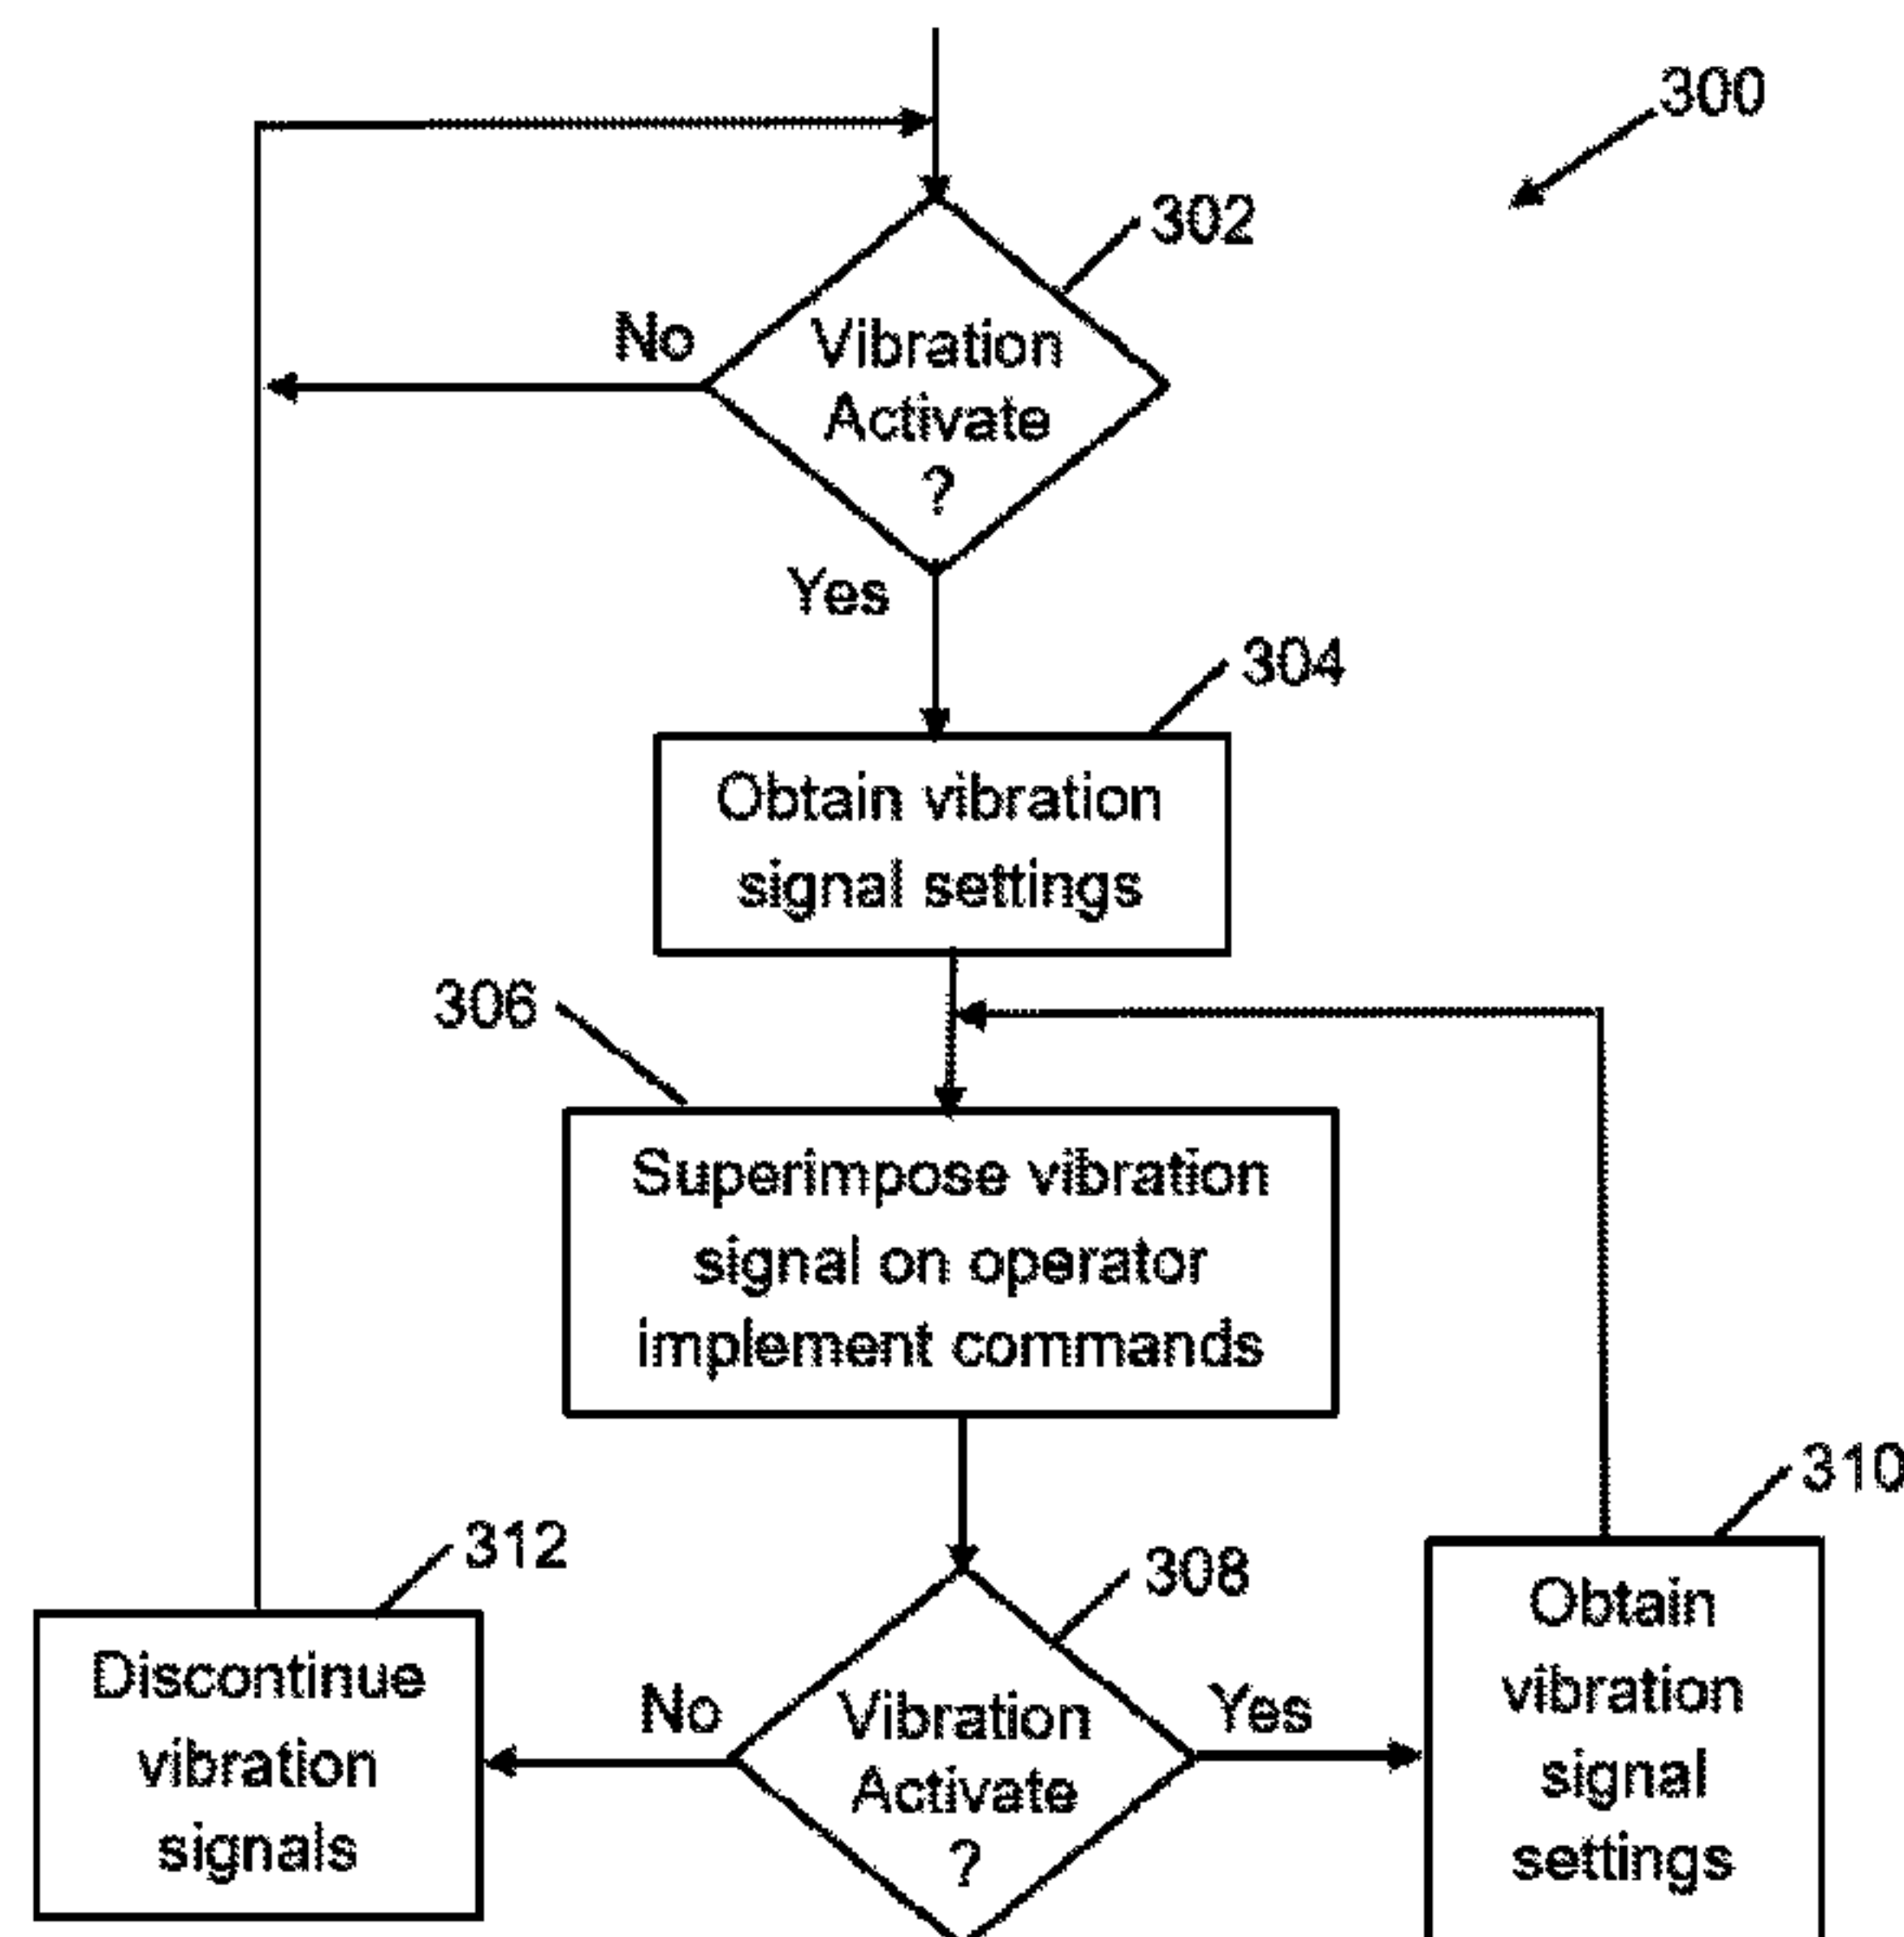 300
302
No
Vibration
Activate
?
Yes
304
Obtain vibration
signal settings
306
Superimpose vibration
signal on operator
implement commands
310
312
308
Discontinue
vibration
signals
No
Vibration
Activate
?
Yes
Obtain
vibration
signal
settings